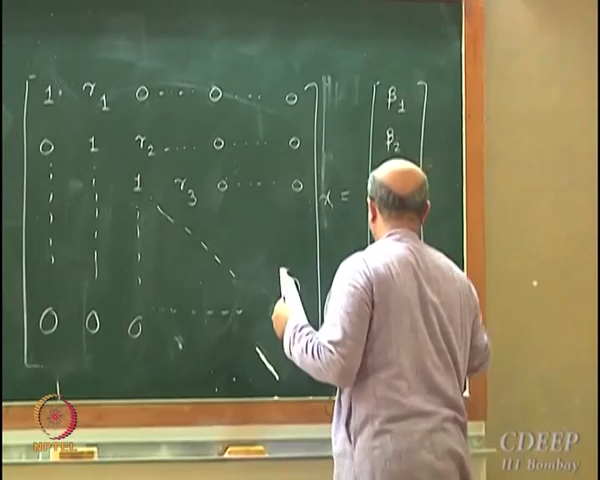 1 γ₁ 0 .... 0 .... 0 β₁
0 1 γ₂ .... 0 .... 0 β₂
1 γ₃ 0 .... 0 x =
0 0 0 ....
NPTEL
CDEEP
IIT Bombay